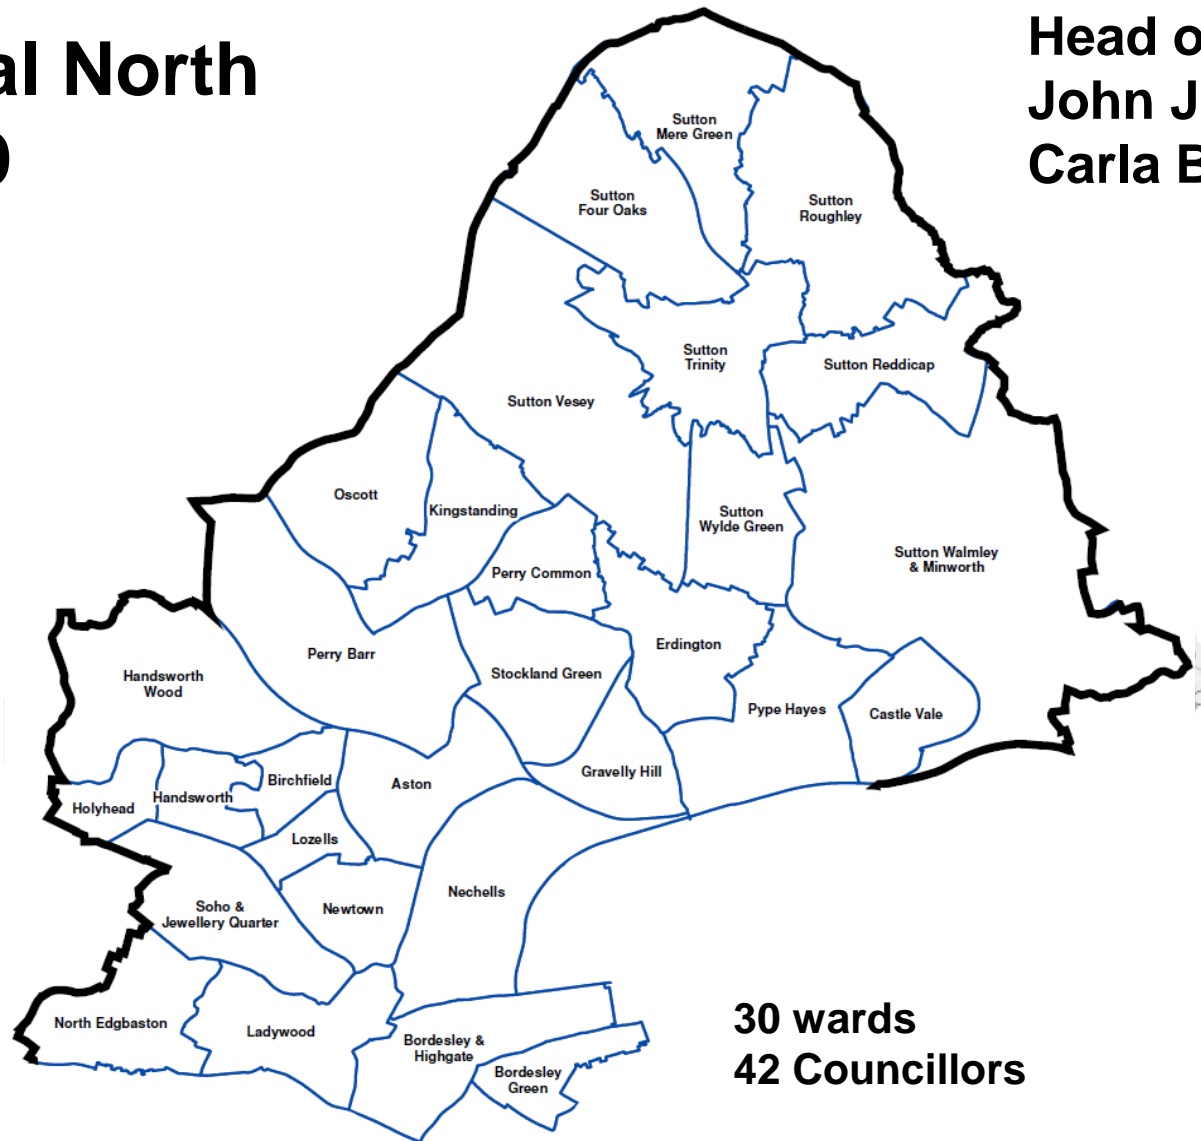 al North
Head o
John J
Carla B
Sutton
Mere Green
Sutton
Four Oaks
Sutton
Roughley
Sutton
Trinity
Sutton Reddicap
Sutton Vesey
Oscott
Kingstanding
Sutton
Wylde Green
Sutton Walmley
& Minworth
Perry Common
Perry Barr
Erdington
Stockland Green
Handsworth
Wood
Pype Hayes
Castle Vale
Gravelly Hill
Birchfield
Aston
Handsworth
Holyhead
Lozells
Nechells
Newtown
Soho &
Jewellery Quarter
North Edgbaston
Ladywood
Bordesley &
Highgate
Bordesley
Green
30 wards
42 Councillors